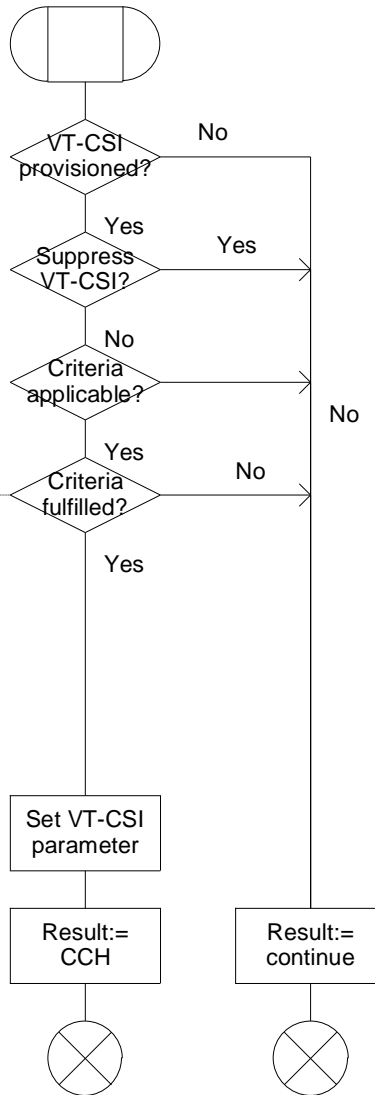 VT-CSI
provisioned?
No
Yes
Suppress
VT-CSI?
Yes
No
Criteria
applicable?
No
Yes
Criteria
fulfilled?
No
Yes
Set VT-CSI
parameter
Result:=
CCH
Result:=
continue